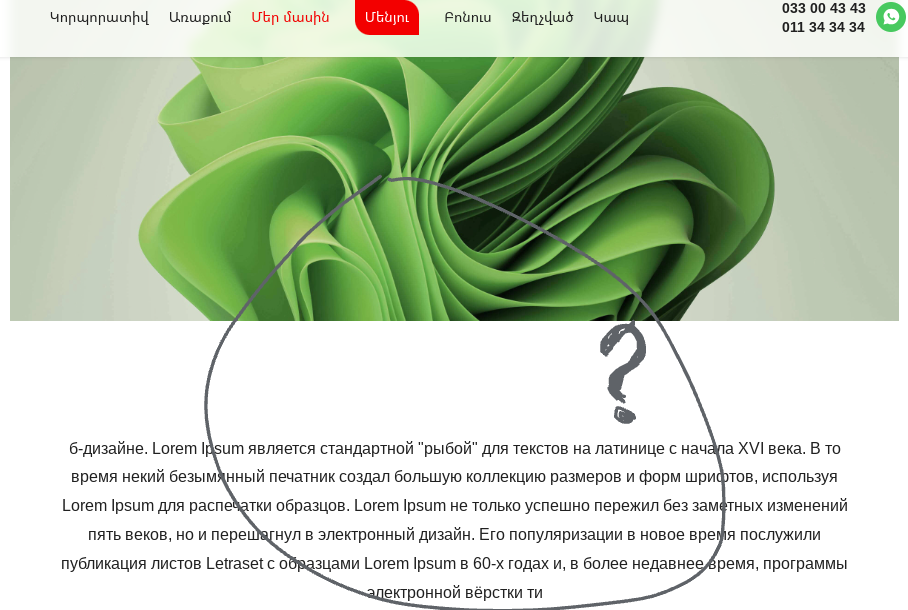 Կորպորատիվ Առաքում Մեր մասին Մենյու Բոնուս Զեղչված Կապ
033 00 43 43
011 34 34 34
?
б-дизайне. Lorem Ipsum является стандартной "рыбой" для текстов на латинице с начала XVI века. В то
время некий безымянный печатник создал большую коллекцию размеров и форм шрифтов, используя
Lorem Ipsum для распечатки образцов. Lorem Ipsum не только успешно пережил без заметных изменений
пять веков, но и перешагнул в электронный дизайн. Его популяризации в новое время послужили
публикация листов Letraset с образцами Lorem Ipsum в 60-х годах и, в более недавнее время, программы
электронной вёрстки ти